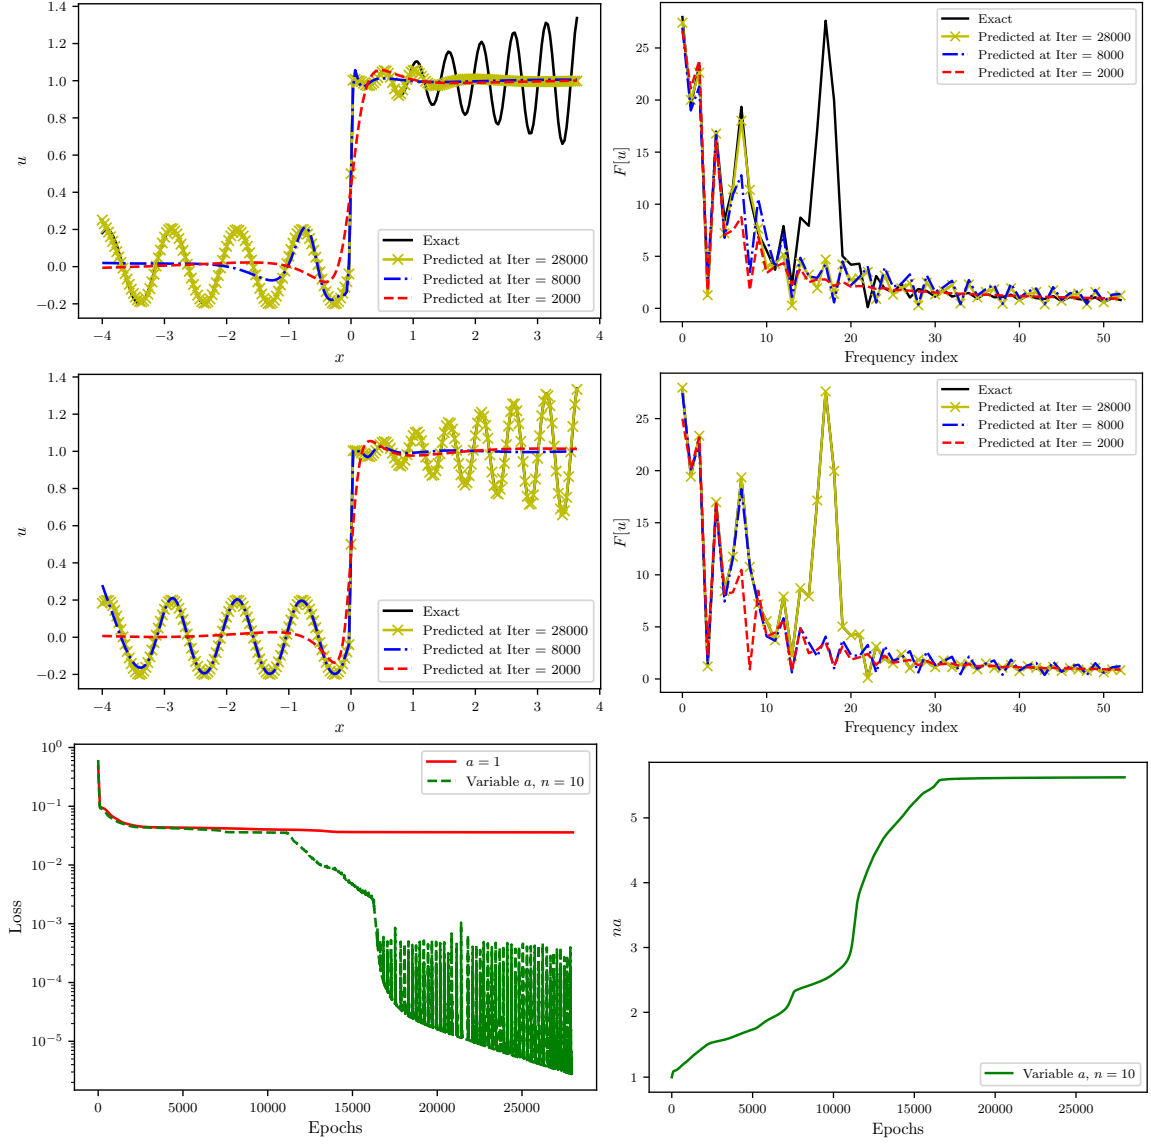 1.4
1.2
1.0
0.8
0.6
0.4
0.2
0.0
−0.2
u
−4 −3 −2 −1 0 1 2 3 4
x
Exact
Predicted at Iter = 28000
Predicted at Iter = 8000
Predicted at Iter = 2000
25
20
15
10
5
0
F[u]
0 10 20 30 40 50
Frequency index
Exact
Predicted at Iter = 28000
Predicted at Iter = 8000
Predicted at Iter = 2000
1.4
1.2
1.0
0.8
0.6
0.4
0.2
0.0
−0.2
u
−4 −3 −2 −1 0 1 2 3 4
x
Exact
Predicted at Iter = 28000
Predicted at Iter = 8000
Predicted at Iter = 2000
25
20
15
10
5
0
F[u]
0 10 20 30 40 50
Frequency index
Exact
Predicted at Iter = 28000
Predicted at Iter = 8000
Predicted at Iter = 2000
10⁰
10⁻¹
10⁻²
10⁻³
10⁻⁴
10⁻⁵
Loss
0 5000 10000 15000 20000 25000
Epochs
a = 1
Variable a, n = 10
5
4
3
2
1
na
0 5000 10000 15000 20000 25000
Epochs
Variable a, n = 10